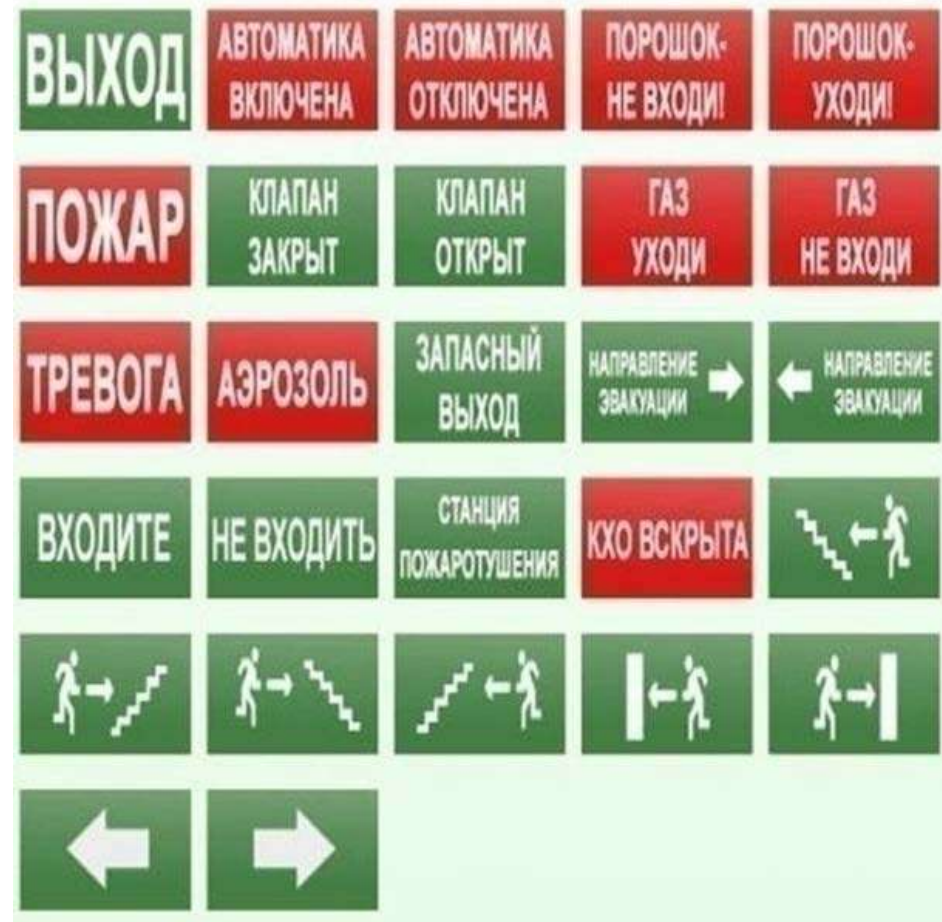 ВЫХОД
АВТОМАТИКА
ВКЛЮЧЕНА
АВТОМАТИКА
ОТКЛЮЧЕНА
ПОРОШОК-
НЕ ВХОДИ!
ПОРОШОК-
УХОДИ!
ПОЖАР
КЛАПАН
ЗАКРЫТ
КЛАПАН
ОТКРЫТ
ГАЗ
УХОДИ
ГАЗ
НЕ ВХОДИ
ТРЕВОГА
АЭРОЗОЛЬ
ЗАПАСНЫЙ
ВЫХОД
НАПРАВЛЕНИЕ
ЭВАКУАЦИИ
НАПРАВЛЕНИЕ
ЭВАКУАЦИИ
ВХОДИТЕ
НЕ ВХОДИТЬ
СТАНЦИЯ
ПОЖАРОТУШЕНИЯ
КХО ВСКРЫТА